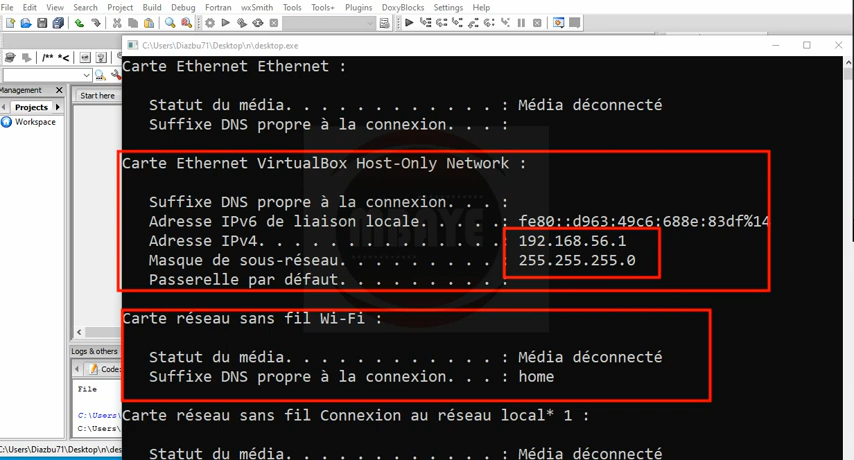 File Edit View Search Project Build Debug Fortran wxSmith Tools Tools+ Plugins DoxyBlocks Settings Help
C:\Users\Diazbu71\Desktop\n\desktop.exe
/** *<
Management
Projects
Workspace
Start here
Carte Ethernet Ethernet :
Statut du média. . . . . . . . . . . . : Média déconnecté
Suffixe DNS propre à la connexion. . . :
Carte Ethernet VirtualBox Host-Only Network :
Suffixe DNS propre à la connexion. . . :
Adresse IPv6 de liaison locale. . . . .: fe80::d963:49c6:688e:83df%14
Adresse IPv4. . . . . . . . . . . . . .: 192.168.56.1
Masque de sous-réseau. . . . . . . . . : 255.255.255.0
Passerelle par défaut. . . . . . . . . :
Carte réseau sans fil Wi-Fi :
Statut du média. . . . . . . . . . . . : Média déconnecté
Suffixe DNS propre à la connexion. . . : home
Carte réseau sans fil Connexion au réseau local* 1 :
Statut du média. . . . . . . . . . . . : Média déconnecté
Logs & others
Code:
File
C:\Users\
C:\Users\
C:\Users\Diazbu71\Desktop\n\des